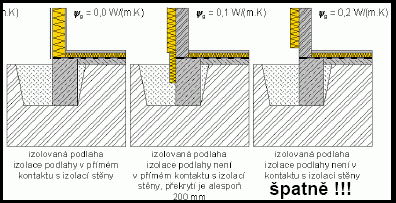 m.K)
ψg = 0,0 W/(m.K)
ψg = 0,1 W/(m.K)
ψg = 0,2 W/(m.K)
izolovaná podlaha
izolace podlahy v přímém
kontaktu s izolací stěny
izolovaná podlaha
izolace podlahy není
v přímém kontaktu s izolací
stěny, překrytí je alespoň
200 mm
izolovaná podlaha
izolace podlahy není v
kontaktu s izolací stěny
špatně !!!